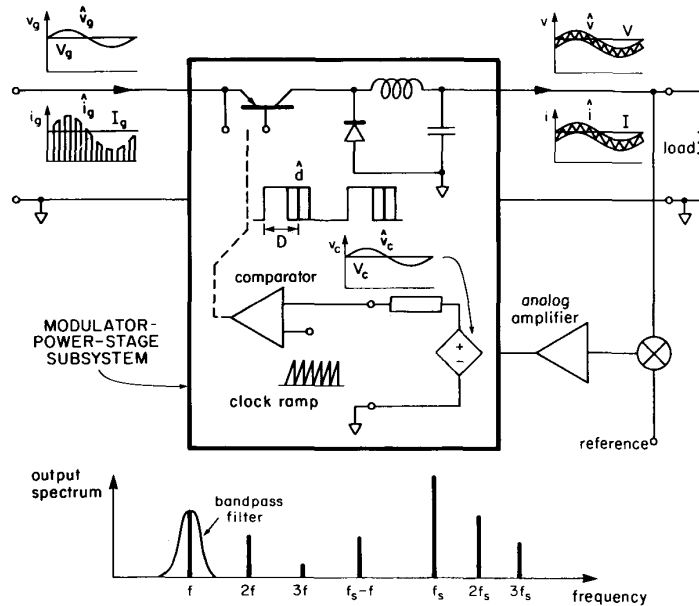 v_g
v̂_g
V_g
i_g
î_g
I_g
v
v̂
V
i
î
I
load
d̂
D
v_c
v̂_c
V_c
comparator
+
−
analog
amplifier
MODULATOR-
POWER-STAGE
SUBSYSTEM
clock ramp
reference
output
spectrum
bandpass
filter
f
2f
3f
f_s-f
f_s
2f_s
3f_s
frequency